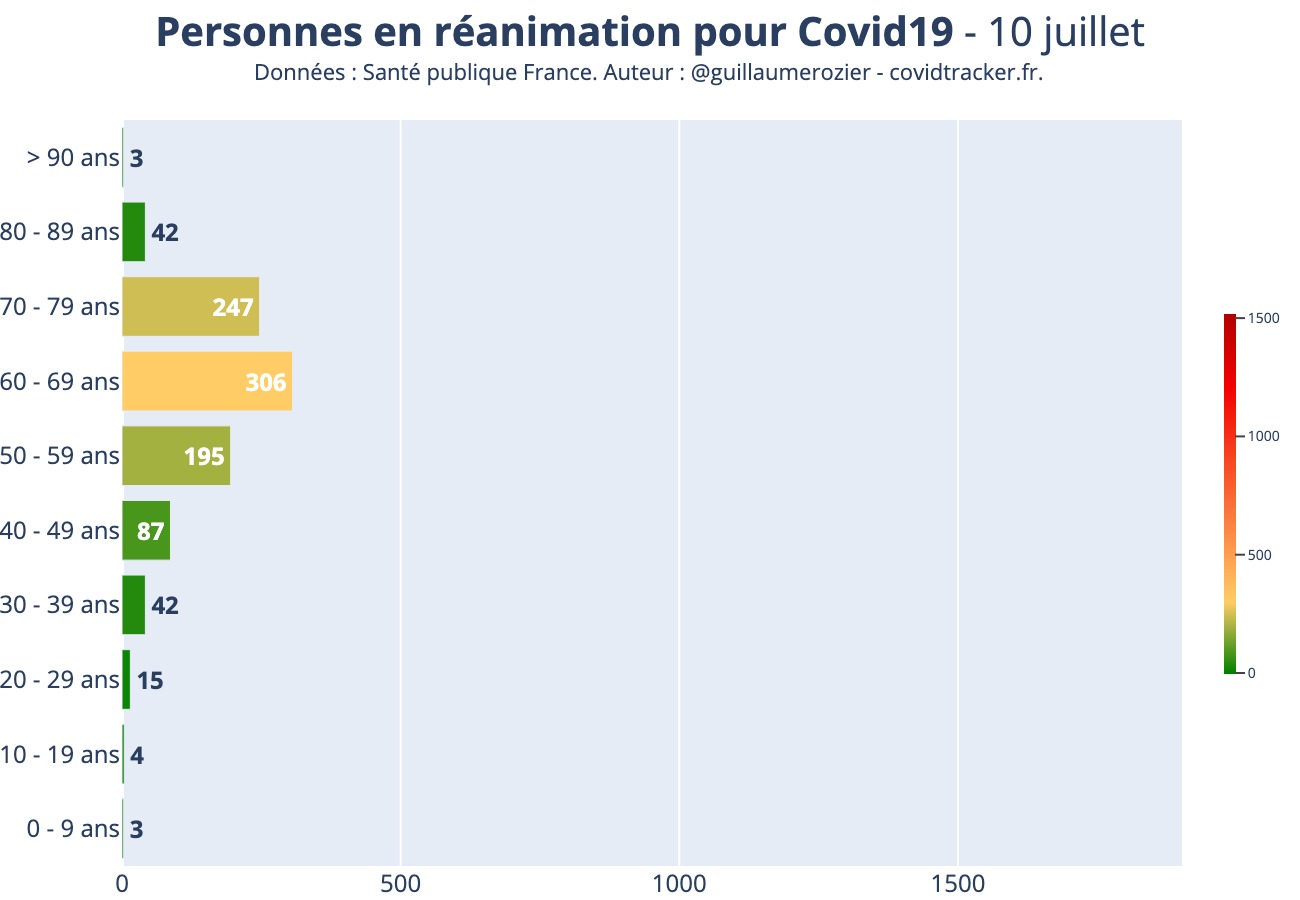 Personnes en réanimation pour Covid19 - 10 juillet
Données : Santé publique France. Auteur : @guillaumerozier - covidtracker.fr.
> 90 ans 3
80 - 89 ans 42
70 - 79 ans 247
60 - 69 ans 306
50 - 59 ans 195
40 - 49 ans 87
30 - 39 ans 42
20 - 29 ans 15
10 - 19 ans 4
0 - 9 ans 3
0 500 1000 1500
1500
1000
500
0